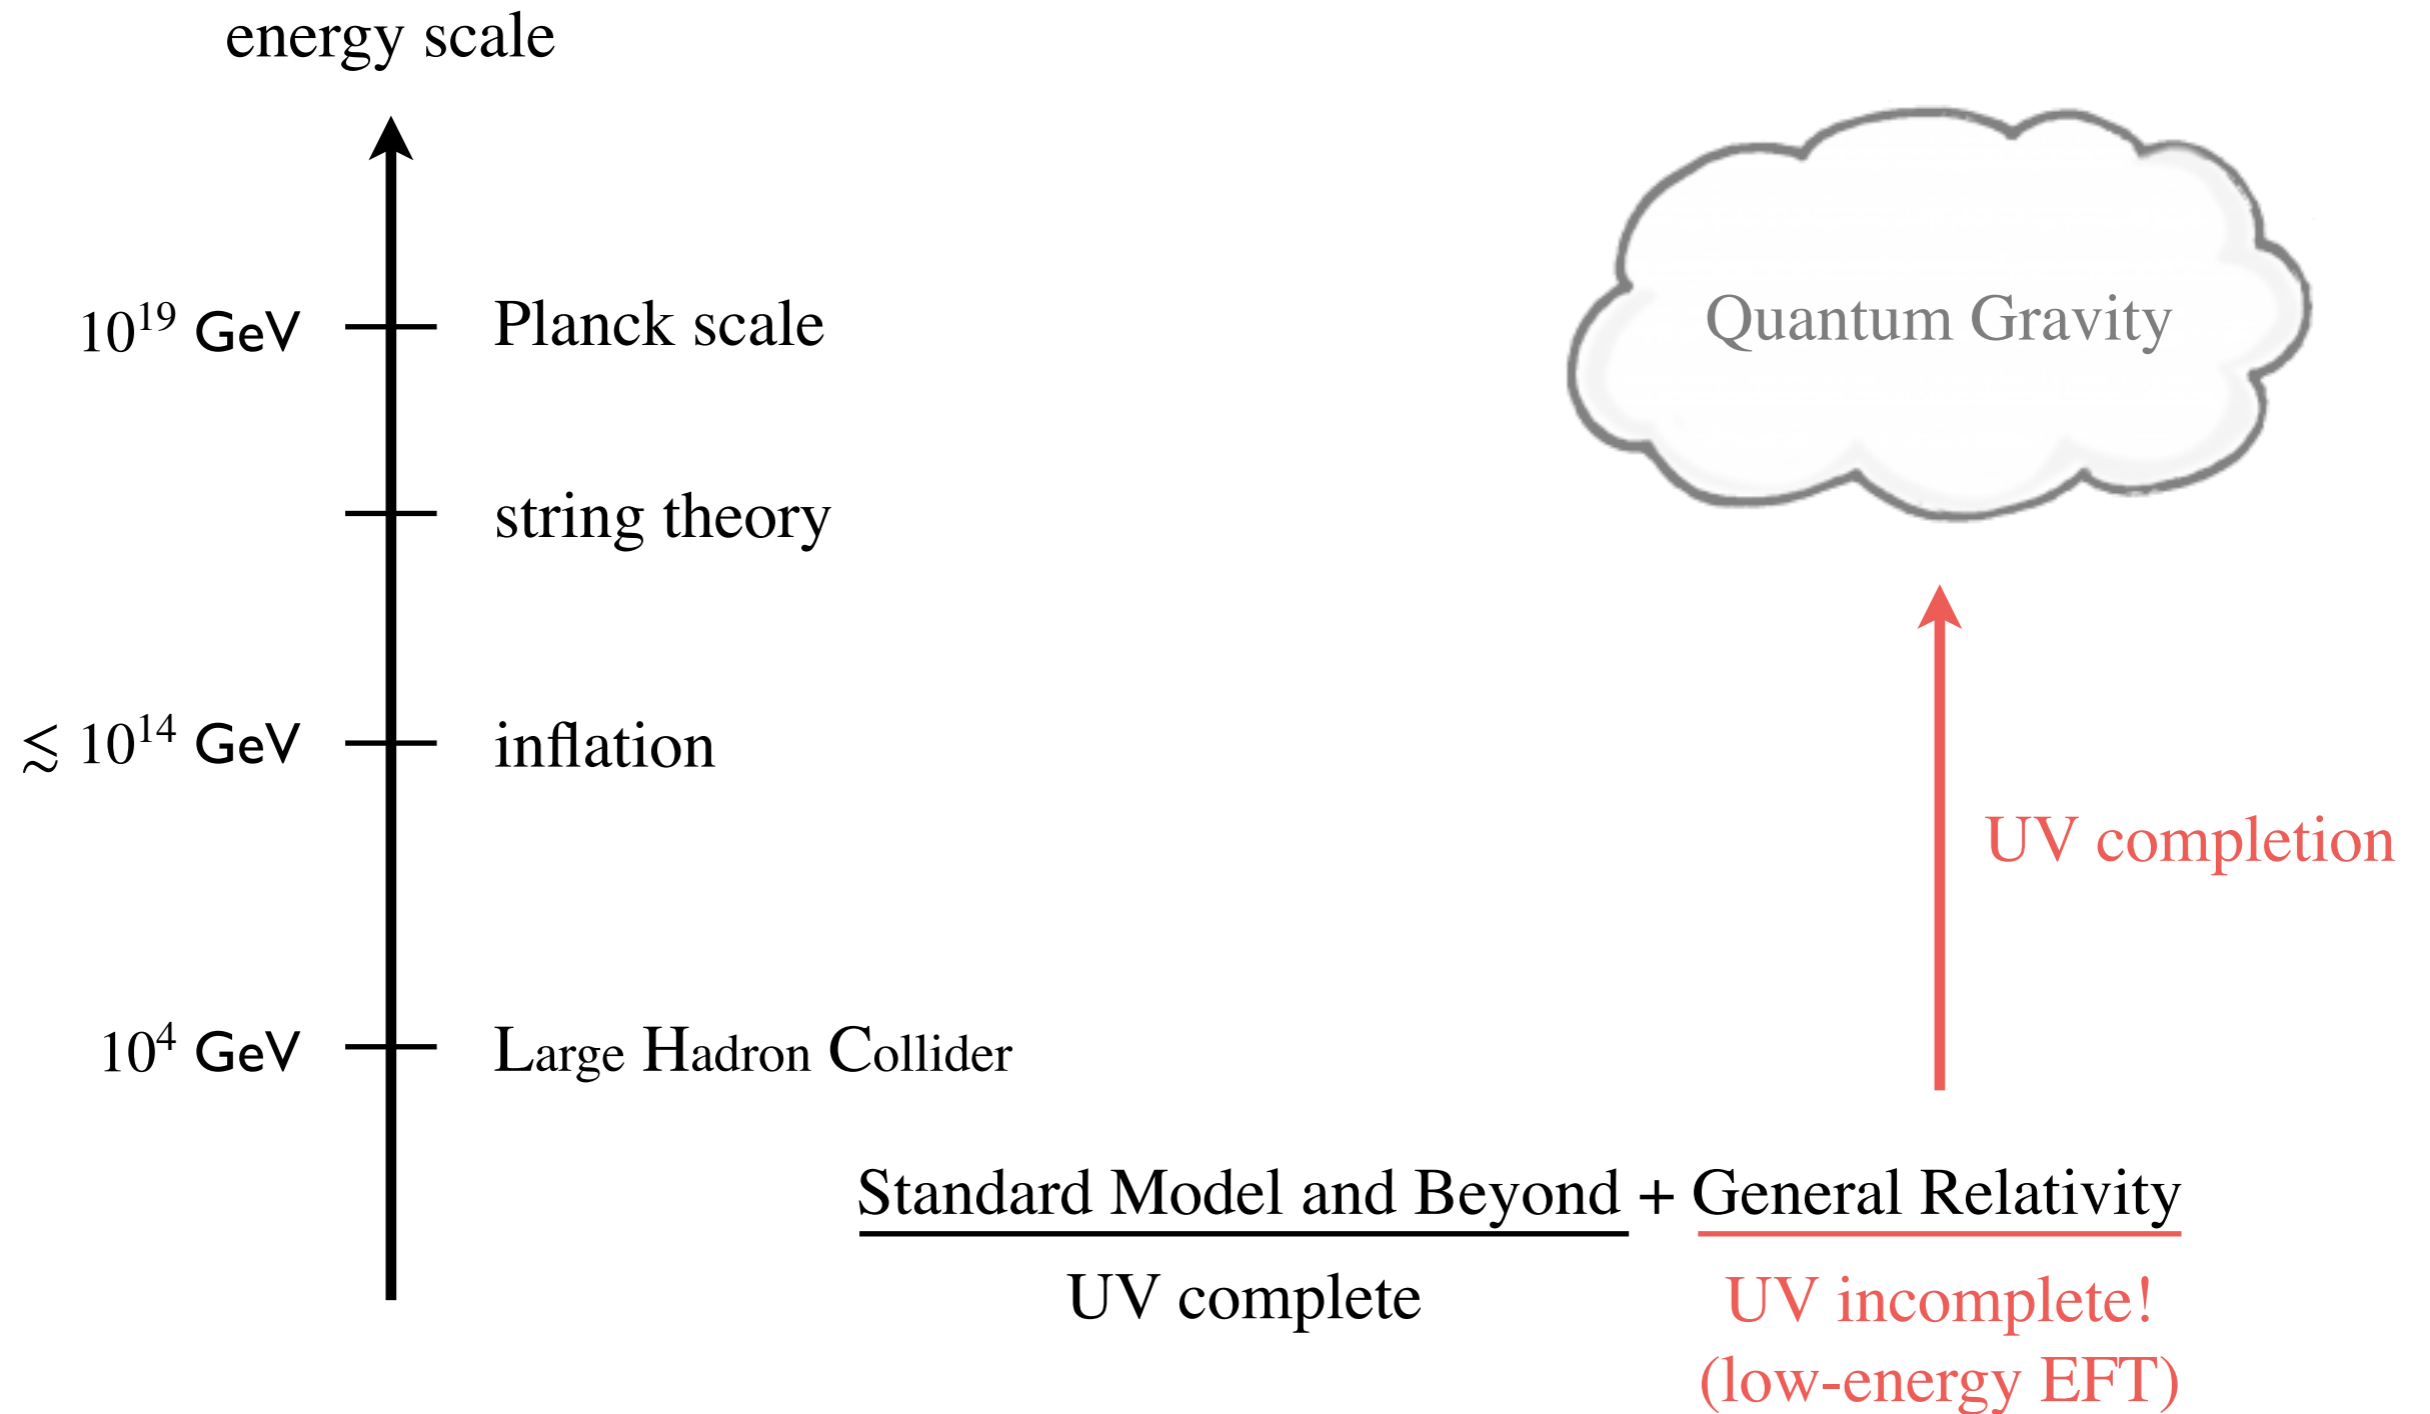 energy scale
10¹⁹ GeV Planck scale
Quantum Gravity
string theory
≲ 10¹⁴ GeV inflation
UV completion
10⁴ GeV Large Hadron Collider
Standard Model and Beyond + General Relativity
UV complete UV incomplete!
(low-energy EFT)